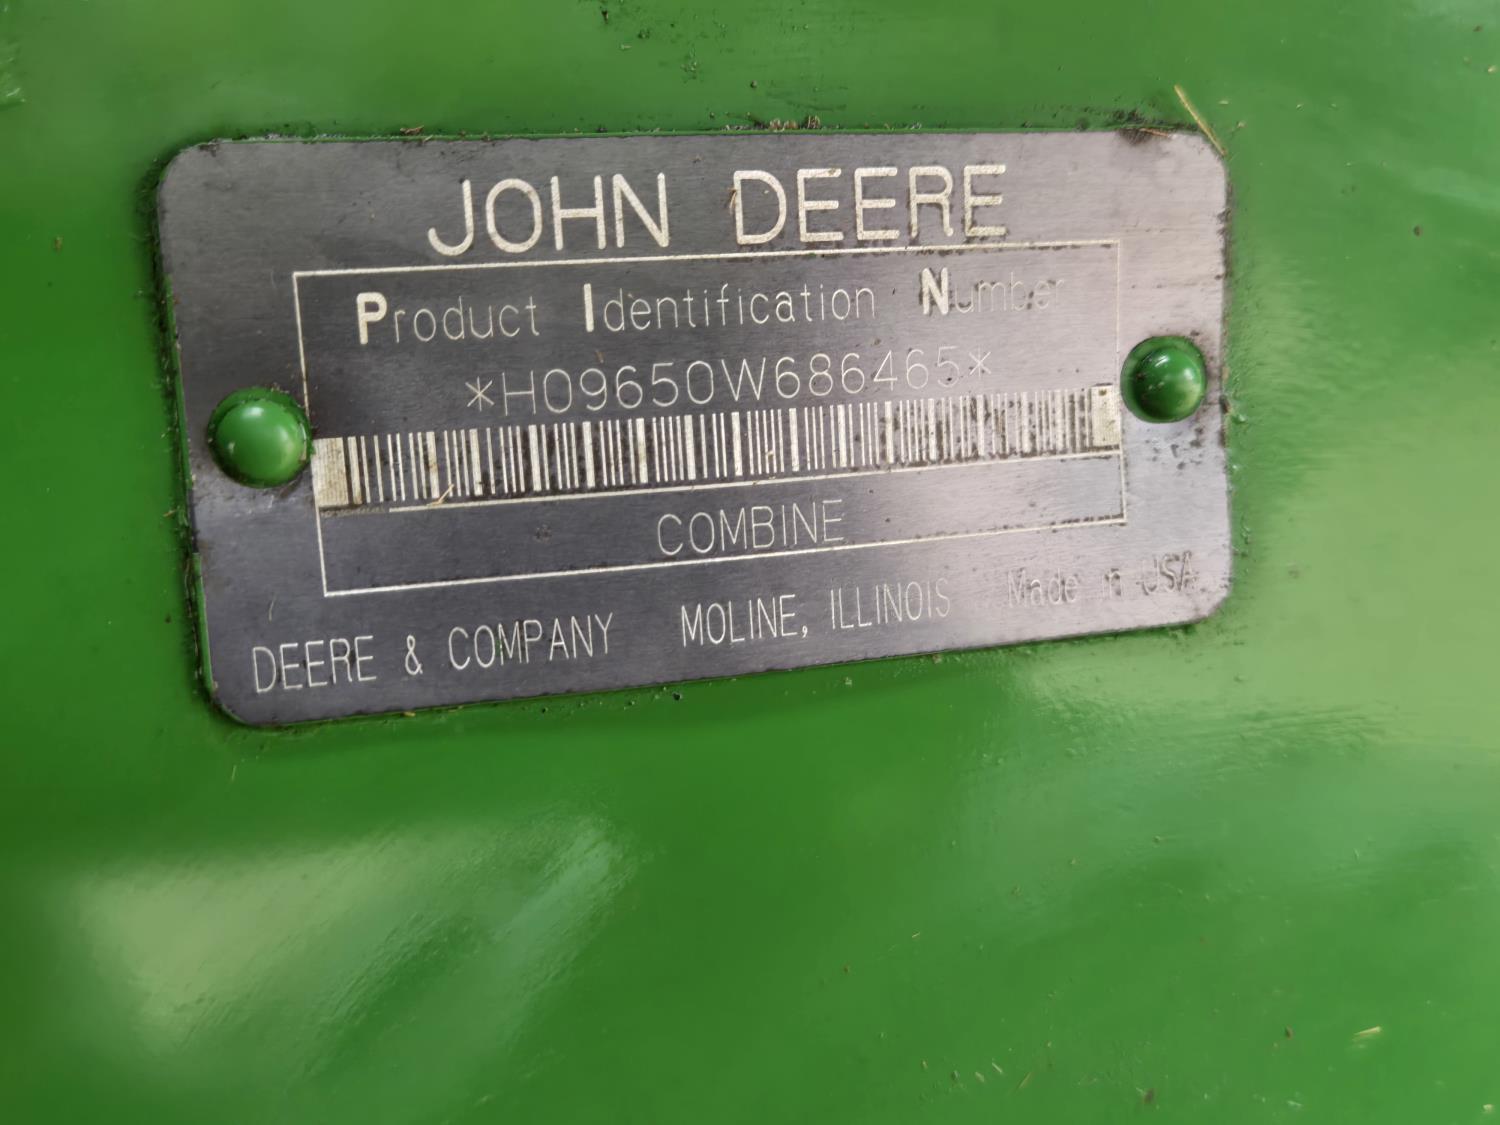 JOHN DEERE
Product Identification Number
*H09650W686465*
COMBINE
DEERE & COMPANY MOLINE, ILLINOIS Made in USA